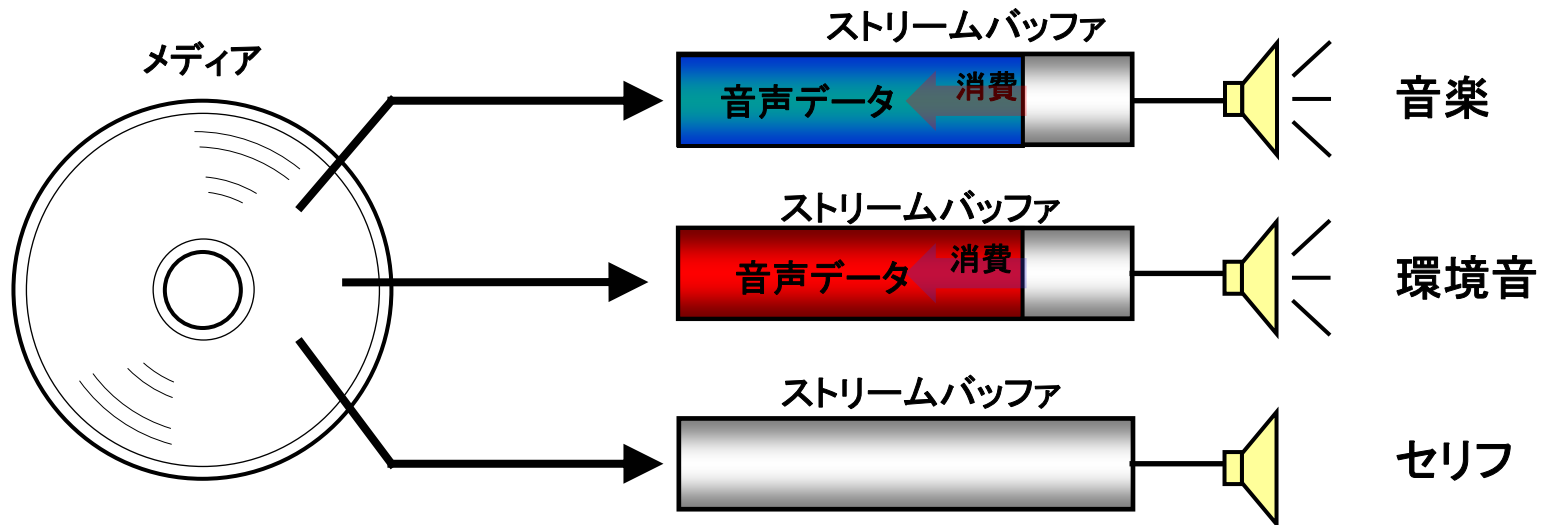 メディア
ストリームバッファ
音声データ
消費
音楽
ストリームバッファ
音声データ
消費
環境音
ストリームバッファ
セリフ